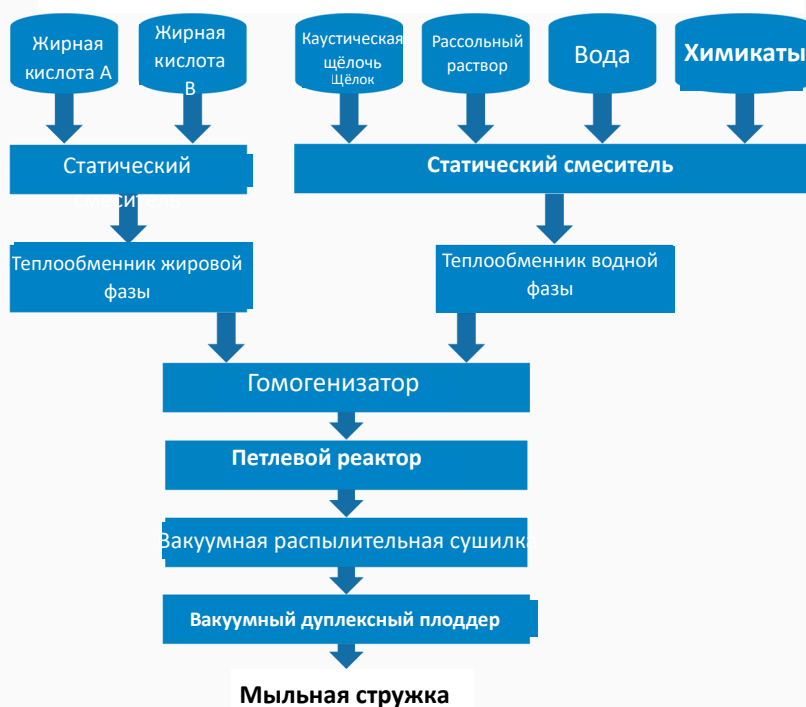 Жирная
кислота А
Жирная
кислота
В
Каустическая
щёлочь
Щёлок
Рассольный
раствор
Вода
Химикаты
Статический
смеситель
Статический смеситель
Теплообменник жировой
фазы
Теплообменник водной
фазы
Гомогенизатор
Петлевой реактор
Вакуумная распылительная сушилка
Вакуумный дуплексный плоддер
Мыльная стружка